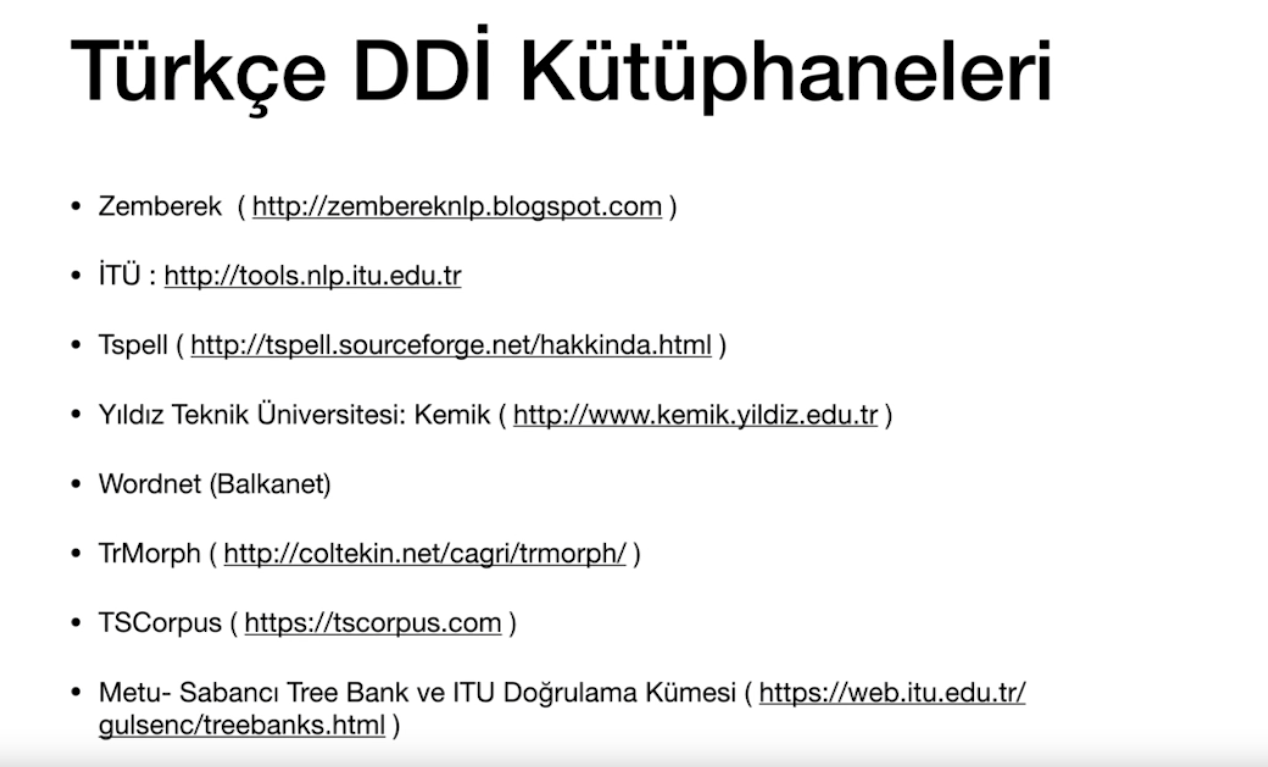 Türkçe DDİ Kütüphaneleri
• Zemberek ( http://zembereknlp.blogspot.com )
• İTÜ : http://tools.nlp.itu.edu.tr
• Tspell ( http://tspell.sourceforge.net/hakkinda.html )
• Yıldız Teknik Üniversitesi: Kemik ( http://www.kemik.yildiz.edu.tr )
• Wordnet (Balkanet)
• TrMorph ( http://coltekin.net/cagri/trmorph/ )
• TSCorpus ( https://tscorpus.com )
• Metu- Sabancı Tree Bank ve ITU Doğrulama Kümesi ( https://web.itu.edu.tr/
gulsenc/treebanks.html )